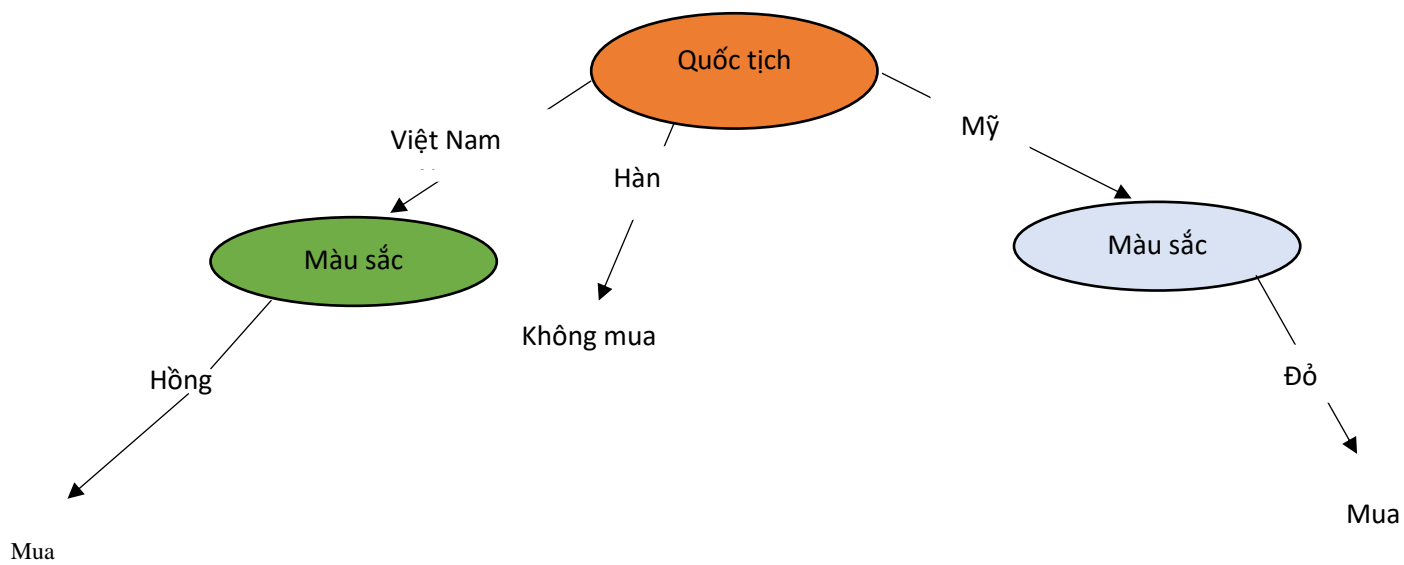 Quốc tịch
Việt Nam
Hàn
Mỹ
Màu sắc
Màu sắc
Không mua
Hồng
Đỏ
Mua
Mua